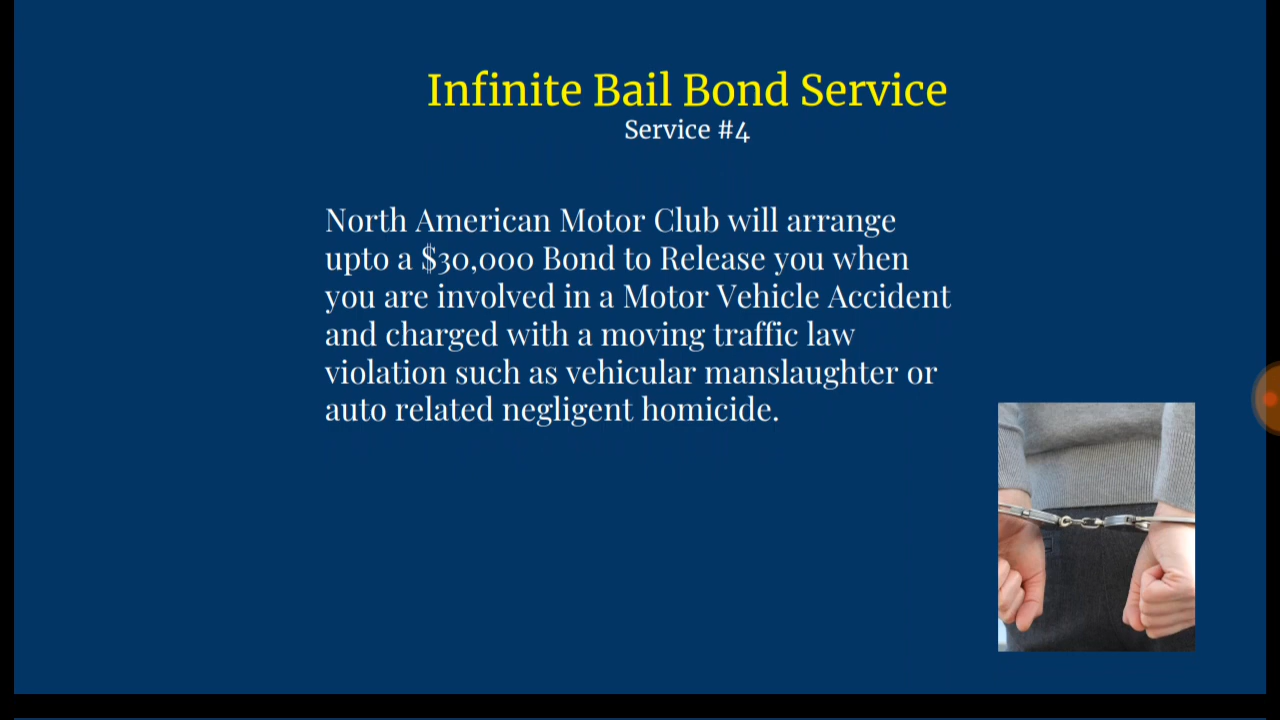 Infinite Bail Bond Service
Service #4
North American Motor Club will arrange
upto a $30,000 Bond to Release you when
you are involved in a Motor Vehicle Accident
and charged with a moving traffic law
violation such as vehicular manslaughter or
auto related negligent homicide.